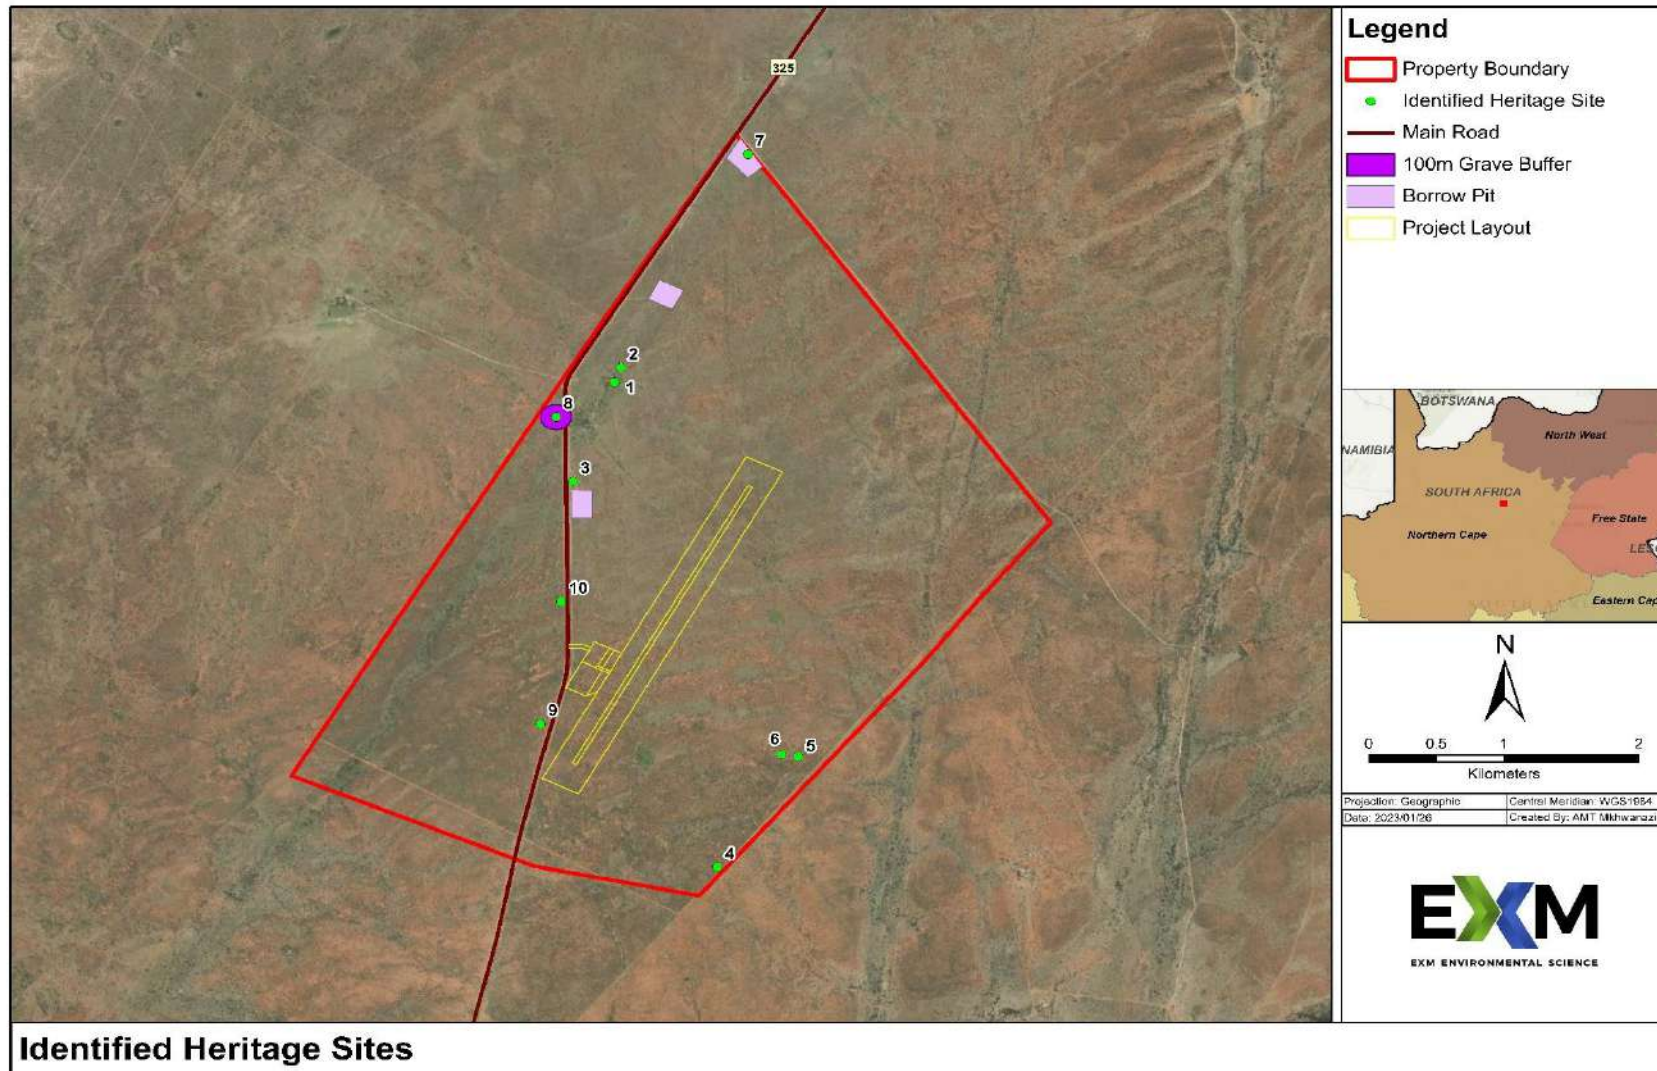 325
7
2
1
8
3
10
9
6
5
4
Legend
Property Boundary
Identified Heritage Site
Main Road
100m Grave Buffer
Borrow Pit
Project Layout
BOTSWANA
North West
NAMIBIA
SOUTH AFRICA
Free State
Northern Cape
LES
Eastern Cap
N
0 0.5 1 2
Kilometers
Projection: Geographic Central Meridian: WGS1984
Date: 2023/01/26 Created By: AMT Mkhwanazi
EXM
EXM ENVIRONMENTAL SCIENCE
Identified Heritage Sites